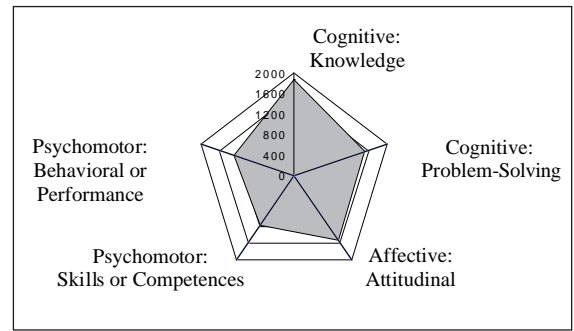 Cognitive:
Knowledge
2000
1600
1200
800
400
0
Psychomotor:
Behavioral or
Performance
Cognitive:
Problem-Solving
Psychomotor:
Skills or Competences
Affective:
Attitudinal